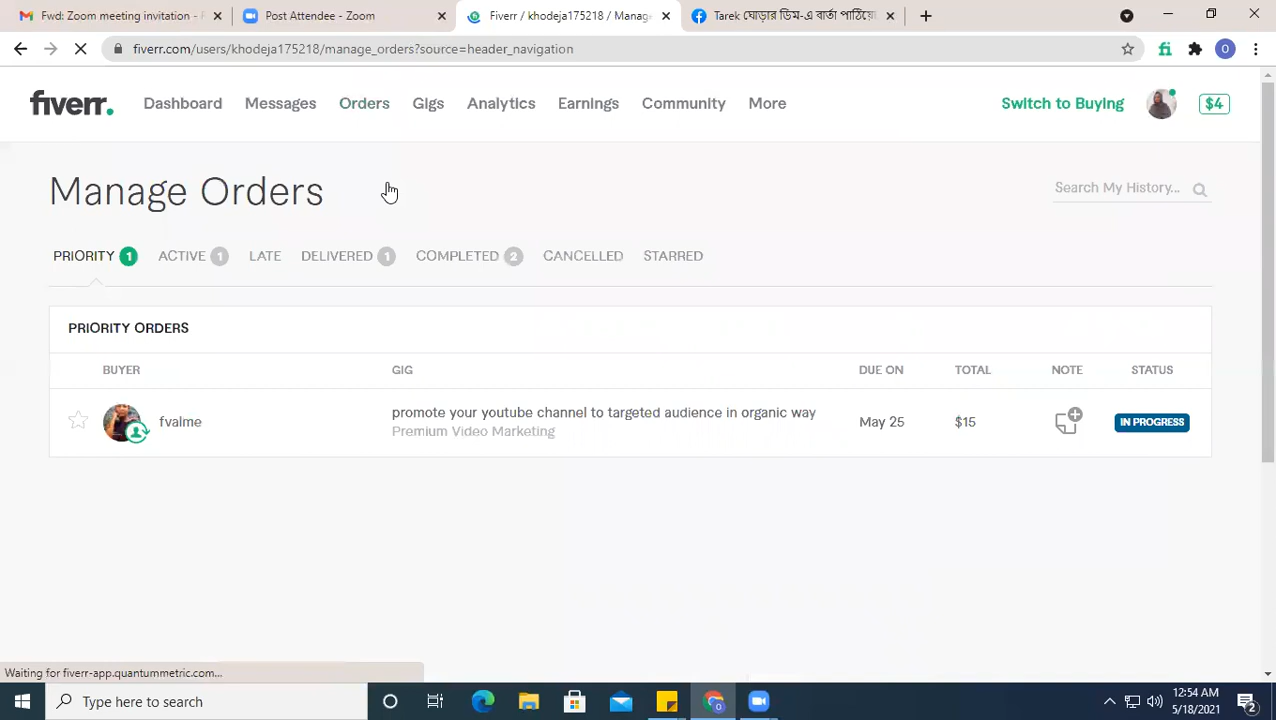 Fwd: Zoom meeting invitation - F
Post Attendee - Zoom
Fiverr / khodeja175218 / Manage
Tarek ঘোড়ার ডিম-এ বার্তা পাঠিয়ে
fiverr.com/users/khodeja175218/manage_orders?source=header_navigation
fi
O
fiverr.
Dashboard
Messages
Orders
Gigs
Analytics
Earnings
Community
More
Switch to Buying
$4
Manage Orders
Search My History...
PRIORITY 1
ACTIVE 1
LATE
DELIVERED 1
COMPLETED 2
CANCELLED
STARRED
PRIORITY ORDERS
BUYER
GIG
DUE ON
TOTAL
NOTE
STATUS
fvalme
promote your youtube channel to targeted audience in organic way
Premium Video Marketing
May 25
$15
IN PROGRESS
Waiting for fiverr-app.quantummetric.com...
Type here to search
12:54 AM
5/18/2021
2